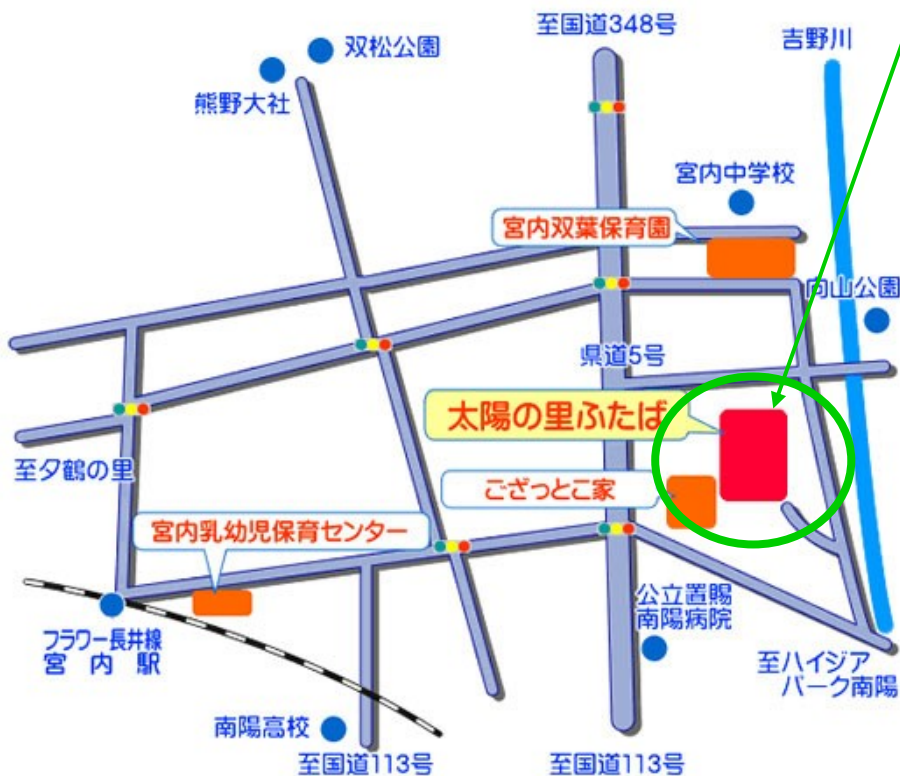 至国道348号
双松公園
吉野川
熊野大社
宮内中学校
宮内双葉保育園
向山公園
県道5号
太陽の里ふたば
至夕鶴の里
ござっとこ家
宮内乳幼児保育センター
公立置賜
南陽病院
フラワー長井線
宮内駅
至ハイジア
パーク南陽
南陽高校
至国道113号
至国道113号